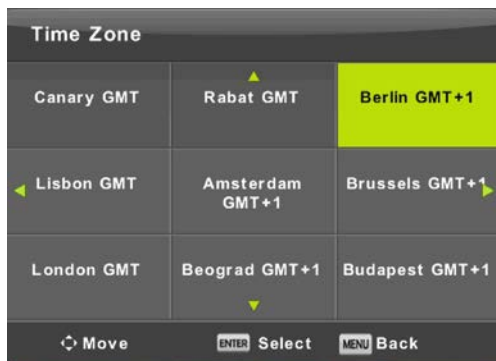 Time Zone
Canary GMT
Rabat GMT
Berlin GMT+1
Lisbon GMT
Amsterdam
GMT+1
Brussels GMT+1
London GMT
Beograd GMT+1
Budapest GMT+1
Move
ENTER Select
MENU Back